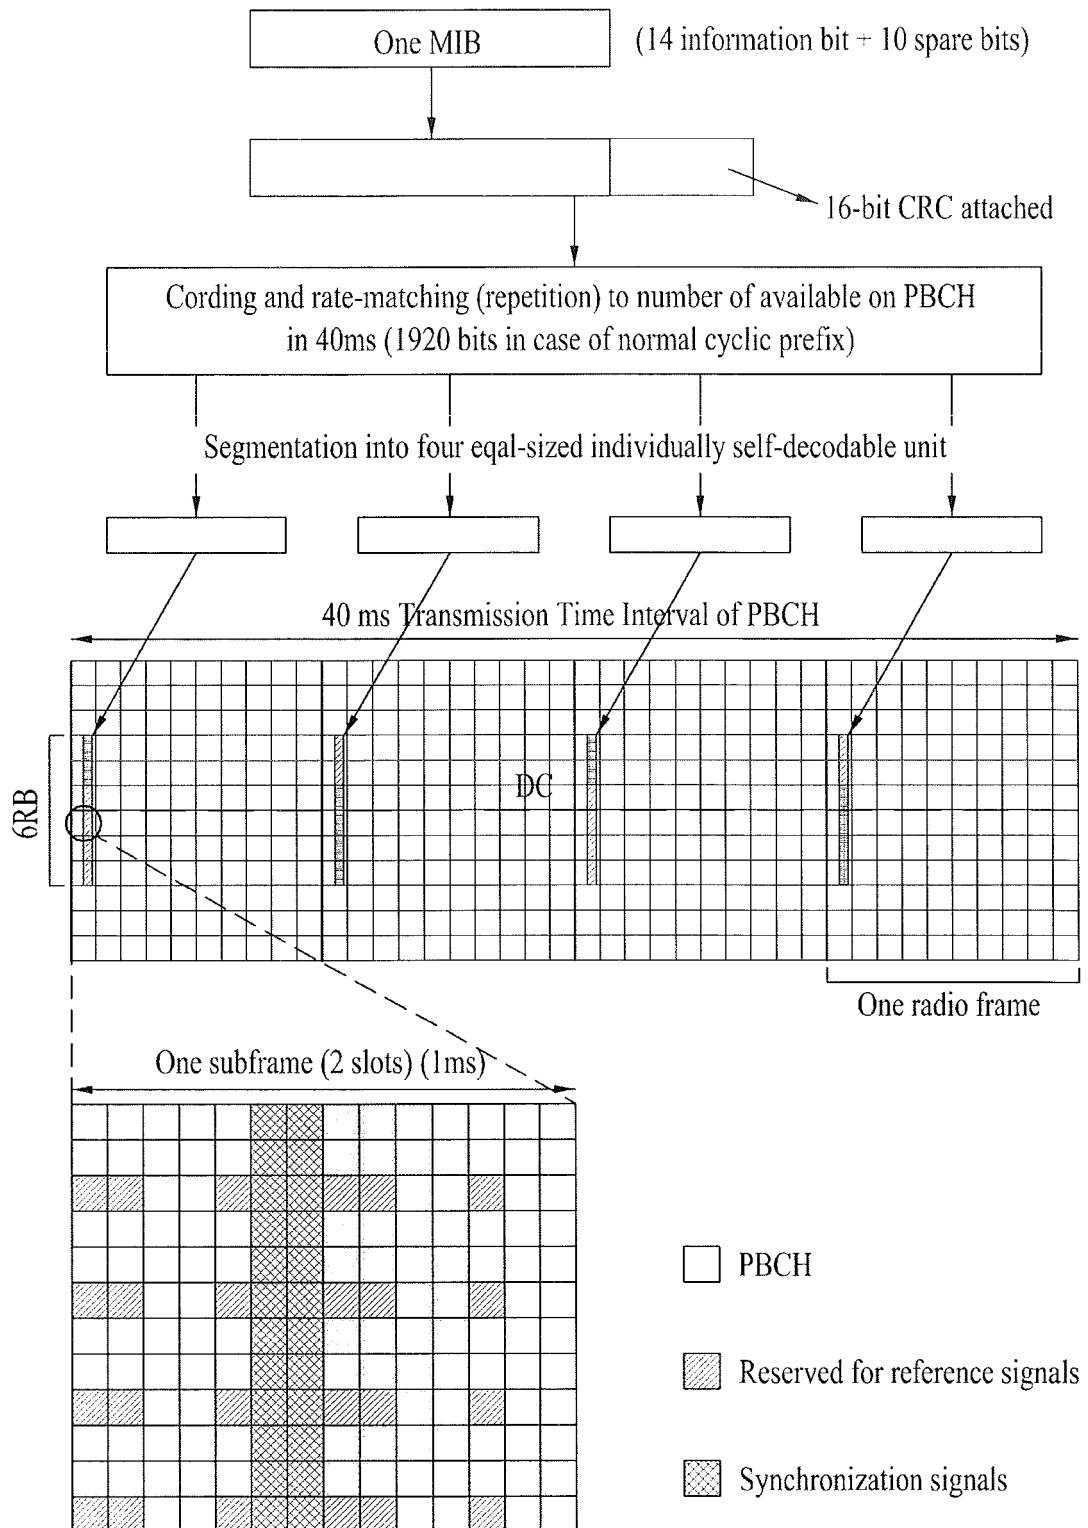 One MIB
(14 information bit + 10 spare bits)
16-bit CRC attached
Cording and rate-matching (repetition) to number of available on PBCH
in 40ms (1920 bits in case of normal cyclic prefix)
Segmentation into four eqal-sized individually self-decodable unit
40 ms Transmission Time Interval of PBCH
6RB
DC
One radio frame
One subframe (2 slots) (1ms)
PBCH
Reserved for reference signals
Synchronization signals